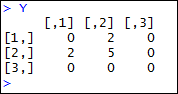 > Y
     [,1] [,2] [,3]
[1,]    0    2    0
[2,]    2    5    0
[3,]    0    0    0
>